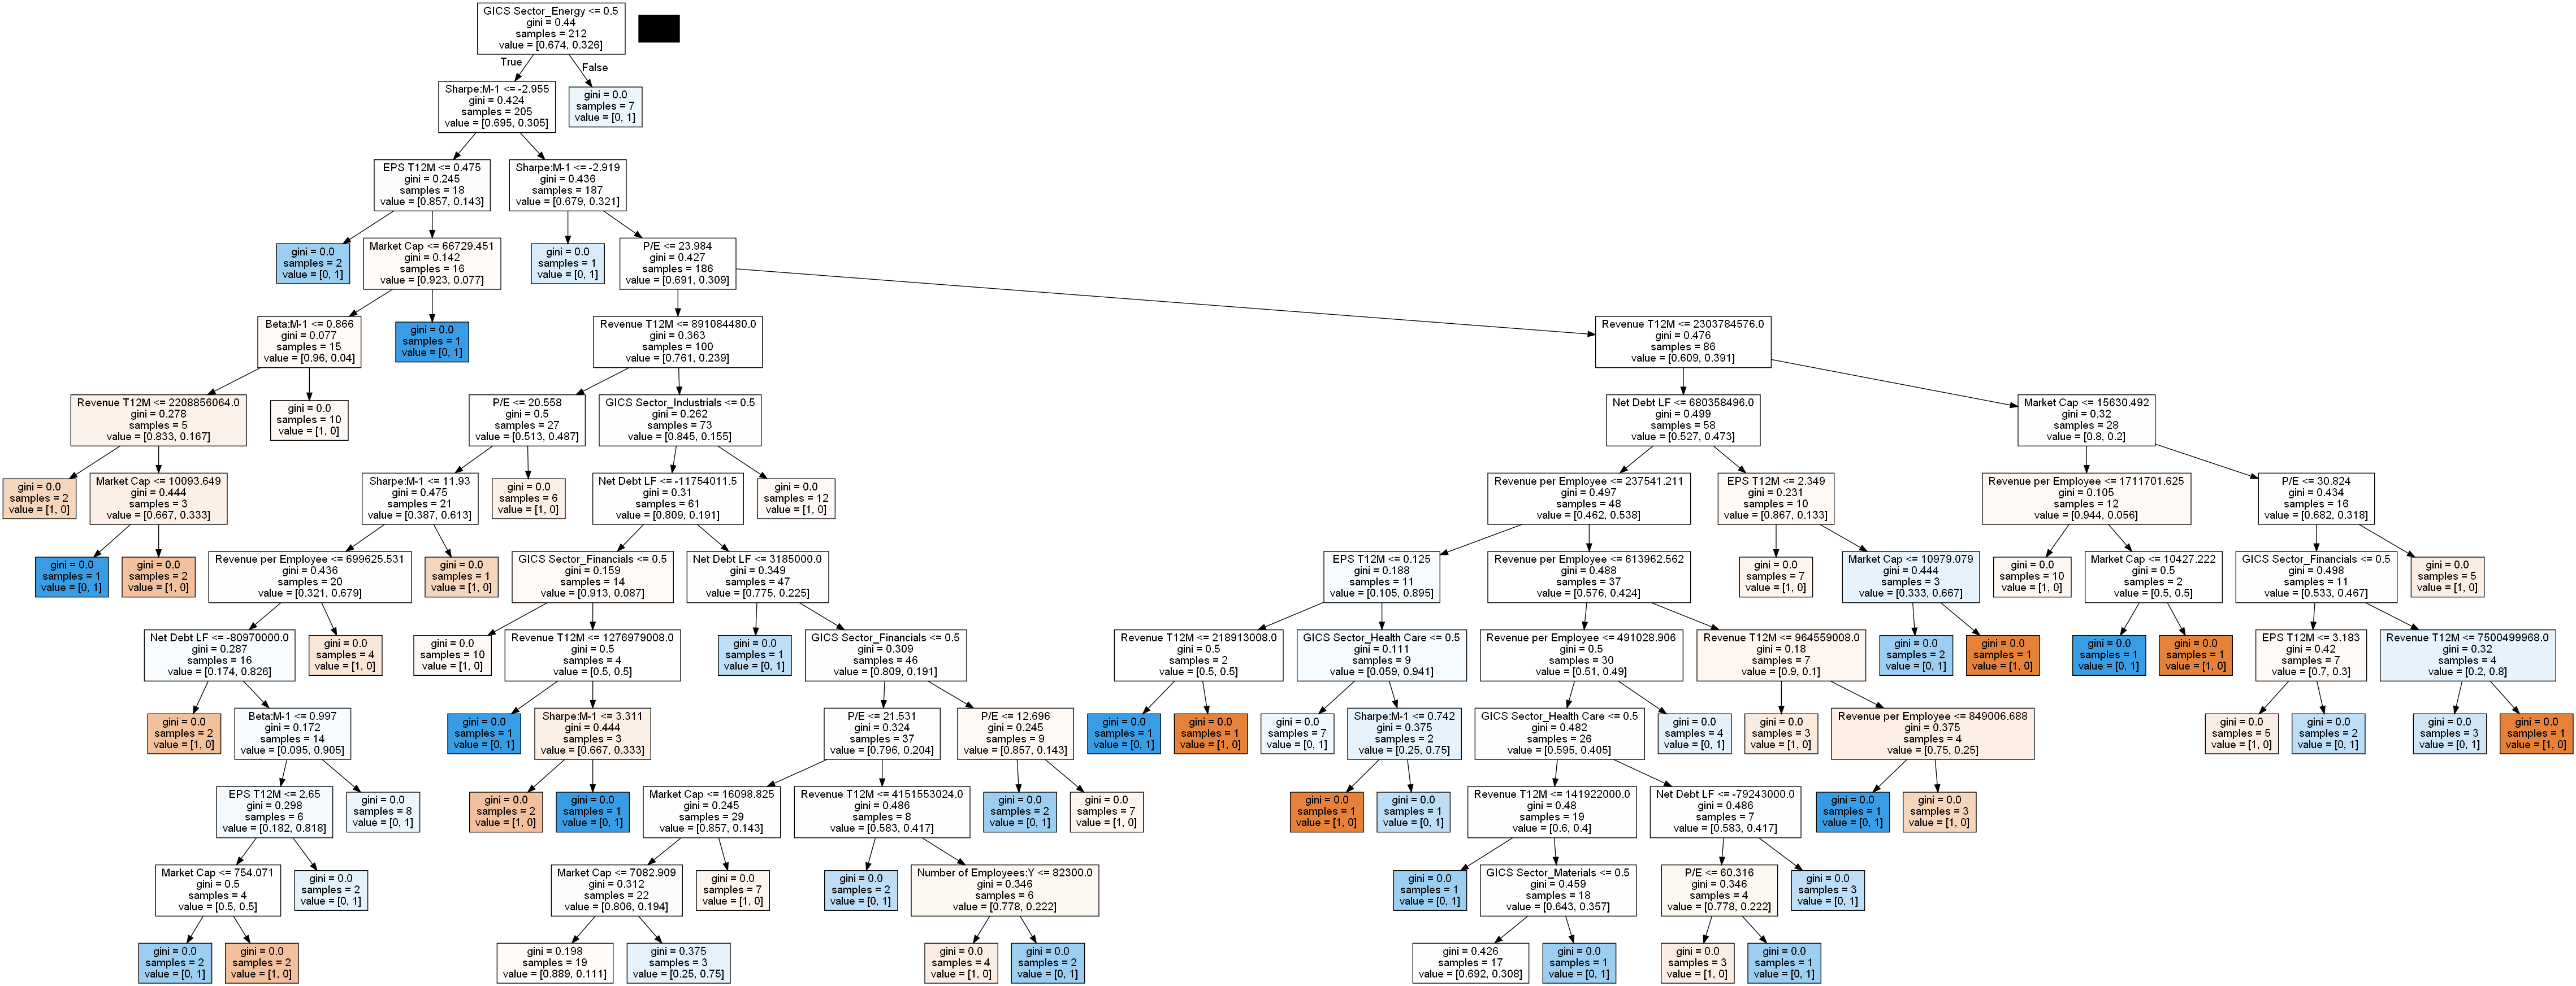 GICS Sector_Energy <= 0.5
gini = 0.44
samples = 212
value = [0.674, 0.326]
True
False
Sharpe:M-1 <= -2.955
gini = 0.424
samples = 205
value = [0.695, 0.305]
gini = 0.0
samples = 7
value = [0, 1]
EPS T12M <= 0.475
gini = 0.245
samples = 18
value = [0.857, 0.143]
Sharpe:M-1 <= -2.919
gini = 0.436
samples = 187
value = [0.679, 0.321]
gini = 0.0
samples = 2
value = [0, 1]
Market Cap <= 66729.451
gini = 0.142
samples = 16
value = [0.923, 0.077]
gini = 0.0
samples = 1
value = [0, 1]
P/E <= 23.984
gini = 0.427
samples = 186
value = [0.691, 0.309]
Beta:M-1 <= 0.866
gini = 0.077
samples = 15
value = [0.96, 0.04]
gini = 0.0
samples = 1
value = [0, 1]
Revenue T12M <= 891084480.0
gini = 0.363
samples = 100
value = [0.761, 0.239]
Revenue T12M <= 2303784576.0
gini = 0.476
samples = 86
value = [0.609, 0.391]
Revenue T12M <= 2208856064.0
gini = 0.278
samples = 5
value = [0.833, 0.167]
gini = 0.0
samples = 10
value = [1, 0]
P/E <= 20.558
gini = 0.5
samples = 27
value = [0.513, 0.487]
GICS Sector_Industrials <= 0.5
gini = 0.262
samples = 73
value = [0.845, 0.155]
Net Debt LF <= 680358496.0
gini = 0.499
samples = 58
value = [0.527, 0.473]
Market Cap <= 15630.492
gini = 0.32
samples = 28
value = [0.8, 0.2]
gini = 0.0
samples = 2
value = [1, 0]
Market Cap <= 10093.649
gini = 0.444
samples = 3
value = [0.667, 0.333]
Sharpe:M-1 <= 11.93
gini = 0.475
samples = 21
value = [0.387, 0.613]
gini = 0.0
samples = 6
value = [1, 0]
Net Debt LF <= -11754011.5
gini = 0.31
samples = 61
value = [0.809, 0.191]
gini = 0.0
samples = 12
value = [1, 0]
Revenue per Employee <= 237541.211
gini = 0.497
samples = 48
value = [0.462, 0.538]
EPS T12M <= 2.349
gini = 0.231
samples = 10
value = [0.867, 0.133]
Revenue per Employee <= 1711701.625
gini = 0.105
samples = 12
value = [0.944, 0.056]
P/E <= 30.824
gini = 0.434
samples = 16
value = [0.682, 0.318]
gini = 0.0
samples = 1
value = [0, 1]
gini = 0.0
samples = 2
value = [1, 0]
Revenue per Employee <= 699625.531
gini = 0.436
samples = 20
value = [0.321, 0.679]
gini = 0.0
samples = 1
value = [1, 0]
GICS Sector_Financials <= 0.5
gini = 0.159
samples = 14
value = [0.913, 0.087]
Net Debt LF <= 3185000.0
gini = 0.349
samples = 47
value = [0.775, 0.225]
EPS T12M <= 0.125
gini = 0.188
samples = 11
value = [0.105, 0.895]
Revenue per Employee <= 613962.562
gini = 0.488
samples = 37
value = [0.576, 0.424]
gini = 0.0
samples = 7
value = [1, 0]
Market Cap <= 10979.079
gini = 0.444
samples = 3
value = [0.333, 0.667]
gini = 0.0
samples = 10
value = [1, 0]
Market Cap <= 10427.222
gini = 0.5
samples = 2
value = [0.5, 0.5]
GICS Sector_Financials <= 0.5
gini = 0.498
samples = 11
value = [0.533, 0.467]
gini = 0.0
samples = 5
value = [1, 0]
Net Debt LF <= -80970000.0
gini = 0.287
samples = 16
value = [0.174, 0.826]
gini = 0.0
samples = 4
value = [1, 0]
gini = 0.0
samples = 10
value = [1, 0]
Revenue T12M <= 1276979008.0
gini = 0.5
samples = 4
value = [0.5, 0.5]
gini = 0.0
samples = 1
value = [0, 1]
GICS Sector_Financials <= 0.5
gini = 0.309
samples = 46
value = [0.809, 0.191]
Revenue T12M <= 218913008.0
gini = 0.5
samples = 2
value = [0.5, 0.5]
GICS Sector_Health Care <= 0.5
gini = 0.111
samples = 9
value = [0.059, 0.941]
Revenue per Employee <= 491028.906
gini = 0.5
samples = 30
value = [0.51, 0.49]
Revenue T12M <= 964559008.0
gini = 0.18
samples = 7
value = [0.9, 0.1]
gini = 0.0
samples = 2
value = [0, 1]
gini = 0.0
samples = 1
value = [1, 0]
gini = 0.0
samples = 1
value = [0, 1]
gini = 0.0
samples = 1
value = [1, 0]
EPS T12M <= 3.183
gini = 0.42
samples = 7
value = [0.7, 0.3]
Revenue T12M <= 7500499968.0
gini = 0.32
samples = 4
value = [0.2, 0.8]
gini = 0.0
samples = 2
value = [1, 0]
Beta:M-1 <= 0.997
gini = 0.172
samples = 14
value = [0.095, 0.905]
gini = 0.0
samples = 1
value = [0, 1]
Sharpe:M-1 <= 3.311
gini = 0.444
samples = 3
value = [0.667, 0.333]
P/E <= 21.531
gini = 0.324
samples = 37
value = [0.796, 0.204]
P/E <= 12.696
gini = 0.245
samples = 9
value = [0.857, 0.143]
gini = 0.0
samples = 1
value = [0, 1]
gini = 0.0
samples = 1
value = [1, 0]
gini = 0.0
samples = 7
value = [0, 1]
Sharpe:M-1 <= 0.742
gini = 0.375
samples = 2
value = [0.25, 0.75]
GICS Sector_Health Care <= 0.5
gini = 0.482
samples = 26
value = [0.595, 0.405]
gini = 0.0
samples = 4
value = [0, 1]
gini = 0.0
samples = 3
value = [1, 0]
Revenue per Employee <= 849006.688
gini = 0.375
samples = 4
value = [0.75, 0.25]
gini = 0.0
samples = 5
value = [1, 0]
gini = 0.0
samples = 2
value = [0, 1]
gini = 0.0
samples = 3
value = [0, 1]
gini = 0.0
samples = 1
value = [1, 0]
EPS T12M <= 2.65
gini = 0.298
samples = 6
value = [0.182, 0.818]
gini = 0.0
samples = 8
value = [0, 1]
gini = 0.0
samples = 2
value = [1, 0]
gini = 0.0
samples = 1
value = [0, 1]
Market Cap <= 16098.825
gini = 0.245
samples = 29
value = [0.857, 0.143]
Revenue T12M <= 4151553024.0
gini = 0.486
samples = 8
value = [0.583, 0.417]
gini = 0.0
samples = 2
value = [0, 1]
gini = 0.0
samples = 7
value = [1, 0]
gini = 0.0
samples = 1
value = [1, 0]
gini = 0.0
samples = 1
value = [0, 1]
Revenue T12M <= 141922000.0
gini = 0.48
samples = 19
value = [0.6, 0.4]
Net Debt LF <= -79243000.0
gini = 0.486
samples = 7
value = [0.583, 0.417]
gini = 0.0
samples = 1
value = [0, 1]
gini = 0.0
samples = 3
value = [1, 0]
Market Cap <= 754.071
gini = 0.5
samples = 4
value = [0.5, 0.5]
gini = 0.0
samples = 2
value = [0, 1]
Market Cap <= 7082.909
gini = 0.312
samples = 22
value = [0.806, 0.194]
gini = 0.0
samples = 7
value = [1, 0]
gini = 0.0
samples = 2
value = [0, 1]
Number of Employees:Y <= 82300.0
gini = 0.346
samples = 6
value = [0.778, 0.222]
gini = 0.0
samples = 1
value = [0, 1]
GICS Sector_Materials <= 0.5
gini = 0.459
samples = 18
value = [0.643, 0.357]
P/E <= 60.316
gini = 0.346
samples = 4
value = [0.778, 0.222]
gini = 0.0
samples = 3
value = [0, 1]
gini = 0.0
samples = 2
value = [0, 1]
gini = 0.0
samples = 2
value = [1, 0]
gini = 0.198
samples = 19
value = [0.889, 0.111]
gini = 0.375
samples = 3
value = [0.25, 0.75]
gini = 0.0
samples = 4
value = [1, 0]
gini = 0.0
samples = 2
value = [0, 1]
gini = 0.426
samples = 17
value = [0.692, 0.308]
gini = 0.0
samples = 1
value = [0, 1]
gini = 0.0
samples = 3
value = [1, 0]
gini = 0.0
samples = 1
value = [0, 1]